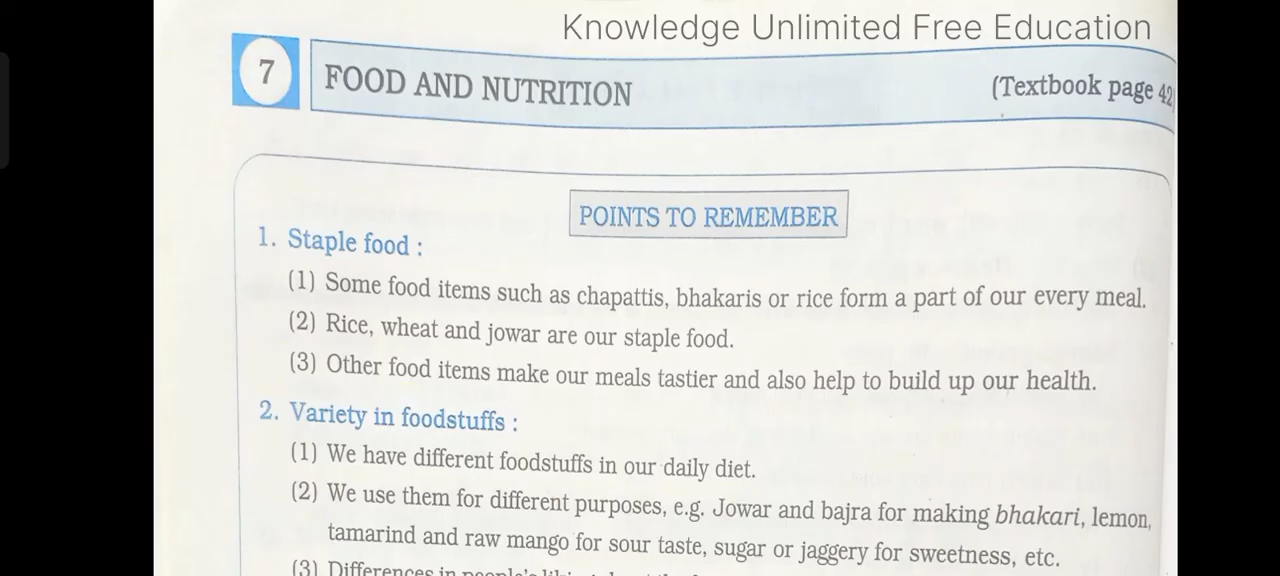 Knowledge Unlimited Free Education
7 FOOD AND NUTRITION (Textbook page 42)
POINTS TO REMEMBER
1. Staple food :
(1) Some food items such as chapattis, bhakaris or rice form a part of our every meal.
(2) Rice, wheat and jowar are our staple food.
(3) Other food items make our meals tastier and also help to build up our health.
2. Variety in foodstuffs :
(1) We have different foodstuffs in our daily diet.
(2) We use them for different purposes, e.g. Jowar and bajra for making bhakari, lemon,
tamarind and raw mango for sour taste, sugar or jaggery for sweetness, etc.
(3) Differences in people's